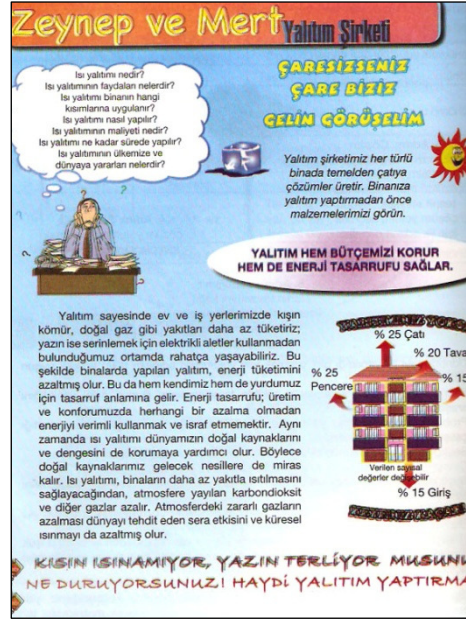 Zeynep ve Mert Yalıtım Şirketi
ÇARESİZSENİZ
ÇARE BİZİZ
GELİN GÖRÜŞELİM
Isı yalıtımı nedir?
Isı yalıtımının faydaları nelerdir?
Isı yalıtımı binanın hangi
kısımlarına uygulanır?
Isı yalıtımı nasıl yapılır?
Isı yalıtımının maliyeti nedir?
Isı yalıtımı ne kadar sürede yapılır?
Isı yalıtımının ülkemize ve
dünyaya yararları nelerdir?
Yalıtım şirketimiz her türlü
binada temelden çatıya
çözümler üretir. Binanıza
yalıtım yaptırmadan önce
malzemelerimizi görün.
YALITIM HEM BÜTÇEMİZİ KORUR
HEM DE ENERJİ TASARRUFU SAĞLAR.
Yalıtım sayesinde ev ve iş yerlerimizde kışın
kömür, doğal gaz gibi yakıtları daha az tüketiriz;
yazın ise serinlemek için elektrikli aletler kullanmadan
bulunduğumuz ortamda rahatça yaşayabiliriz. Bu
şekilde binalarda yapılan yalıtım, enerji tüketimini
azaltmış olur. Bu da hem kendimiz hem de yurdumuz
için tasarruf anlamına gelir. Enerji tasarrufu; üretim
ve konforumuzda herhangi bir azalma olmadan
enerjiyi verimli kullanmak ve israf etmemektir. Aynı
zamanda ısı yalıtımı dünyamızın doğal kaynaklarını
ve dengesini de korumaya yardımcı olur. Böylece
doğal kaynaklarımız gelecek nesillere de miras
kalır. Isı yalıtımı, binaların daha az yakıtla ısıtılmasını
sağlayacağından, atmosfere yayılan karbondioksit
ve diğer gazlar azalır. Atmosferdeki zararlı gazların
azalması dünyayı tehdit eden sera etkisini ve küresel
ısınmayı da azaltmış olur.
% 25 Çatı
% 20 Tava
% 25
Pencere
% 15
Verilen sayısal
değerler değişebilir
% 15 Giriş
KIŞIN ISINAMIYOR, YAZIN TERLİYOR MUSUNU
NE DURUYORSUNUZ! HAYDİ YALITIM YAPTIRMA